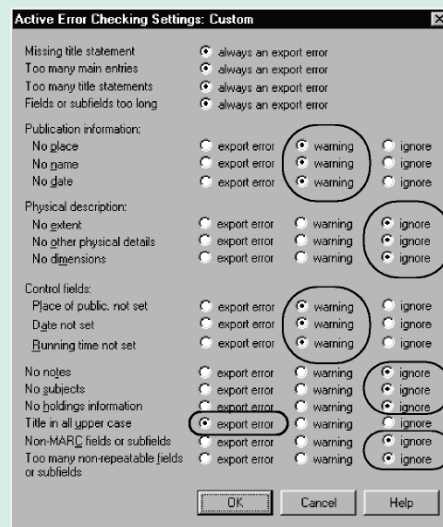 Active Error Checking Settings: Custom
Missing title statement always an export error
Too many main entries always an export error
Too many title statements always an export error
Fields or subfields too long always an export error
Publication information:
No place export error warning ignore
No name export error warning ignore
No date export error warning ignore
Physical description:
No extent export error warning ignore
No other physical details export error warning ignore
No dimensions export error warning ignore
Control fields:
Place of public. not set export error warning ignore
Date not set export error warning ignore
Running time not set export error warning ignore
No notes export error warning ignore
No subjects export error warning ignore
No holdings information export error warning ignore
Title in all upper case export error warning ignore
Non-MARC fields or subfields export error warning ignore
Too many non-repeatable fields export error warning ignore
or subfields
OK Cancel Help